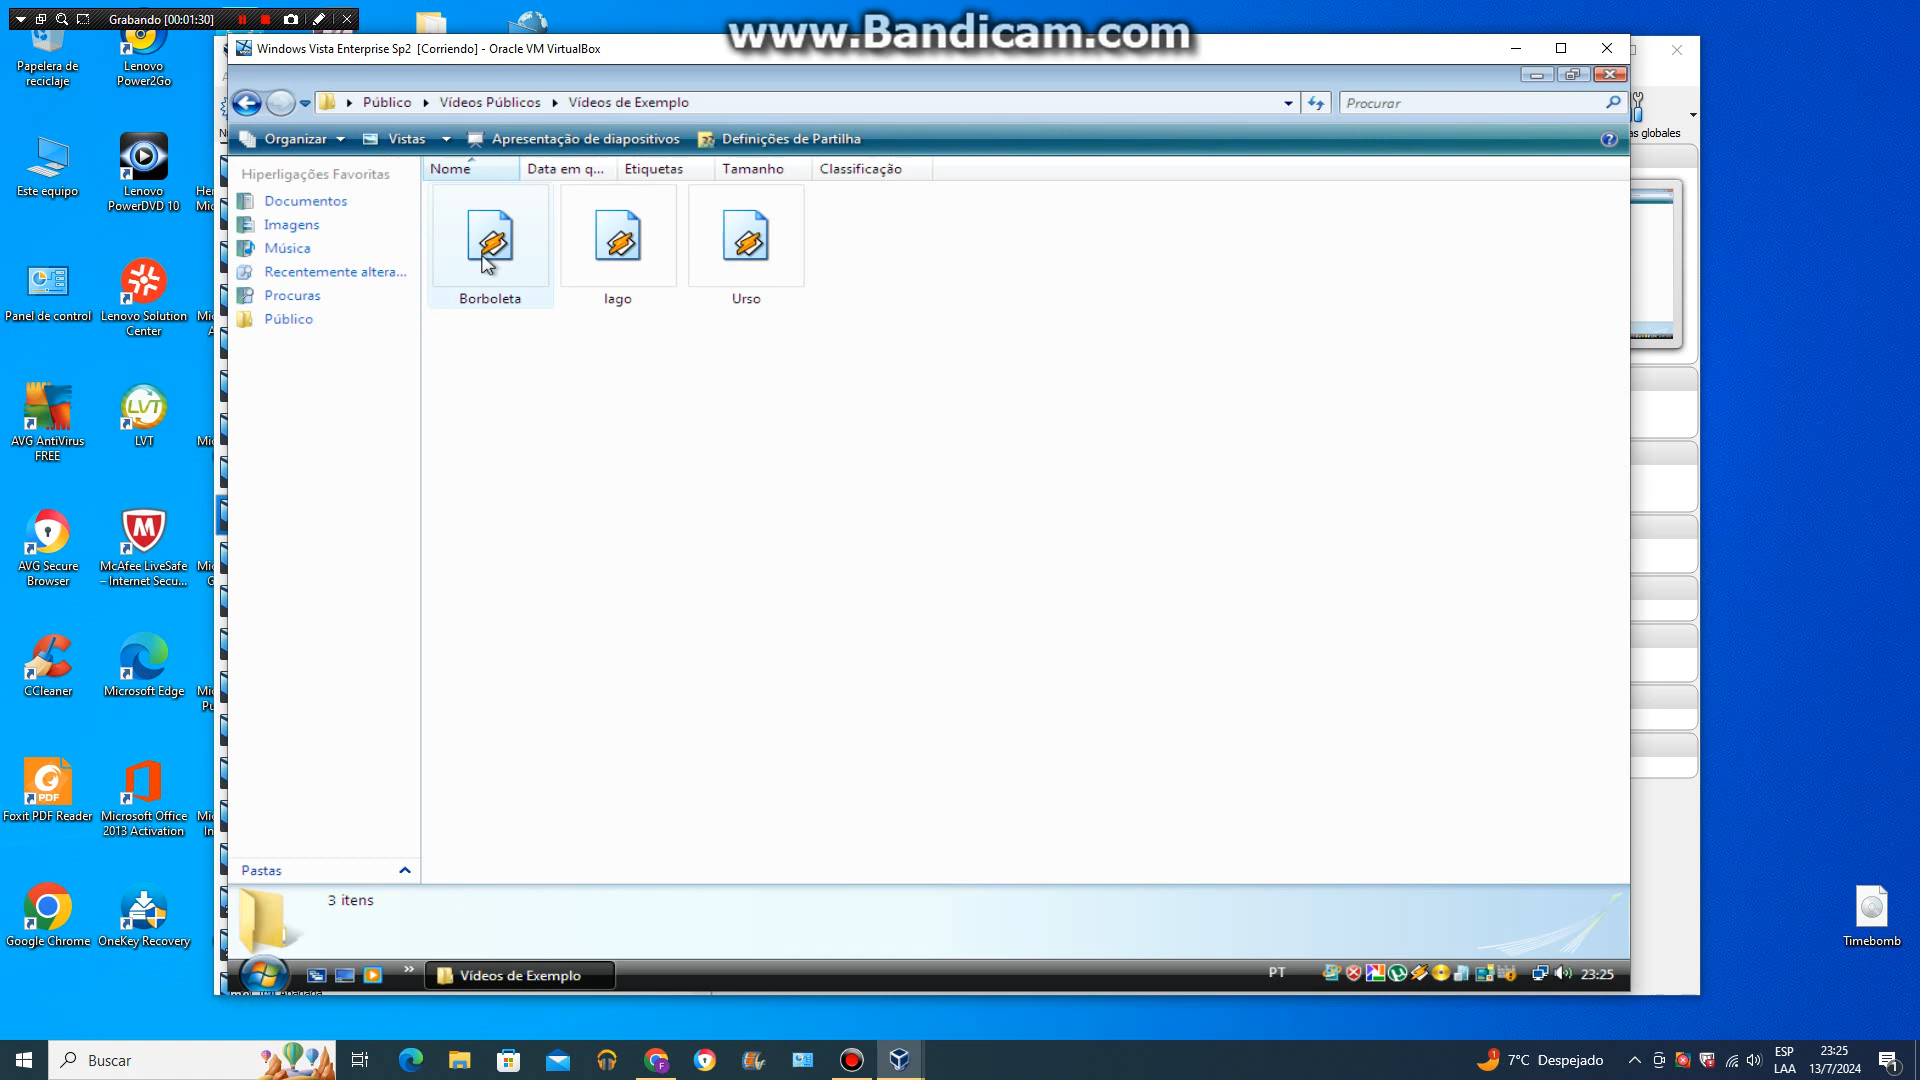 Grabando [00:01:30]
www.Bandicam.com
Windows Vista Enterprise Sp2 [Corriendo] - Oracle VM VirtualBox
Público
Vídeos Públicos
Vídeos de Exemplo
Procurar
Organizar
Vistas
Apresentação de diapositivos
Definições de Partilha
as globales
Hiperligações Favoritas
Documentos
Imagens
Música
Recentemente altera...
Procuras
Público
Pastas
Nome
Data em q...
Etiquetas
Tamanho
Classificação
Borboleta
lago
Urso
3 itens
Vídeos de Exemplo
PT
23:25
Papelera de
reciclaje
Lenovo
Power2Go
Este equipo
Lenovo
PowerDVD 10
Panel de control
Lenovo Solution
Center
AVG AntiVirus
FREE
LVT
AVG Secure
Browser
McAfee LiveSafe
– Internet Secu...
CCleaner
Microsoft Edge
Foxit PDF Reader
Microsoft Office
2013 Activation
Google Chrome
OneKey Recovery
Timebomb
Buscar
7°C Despejado
ESP
LAA
23:25
13/7/2024
1